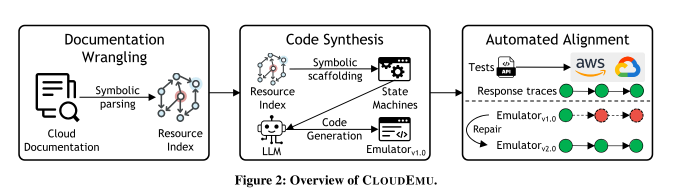 Documentation
Wrangling
Symbolic
parsing
Cloud
Documentation
Resource
Index
Code Synthesis
Resource
Index
Symbolic
scaffolding
State
Machines
LLM
Code
Generation
Emulatorv1.0
Automated Alignment
Tests
API
aws
Response traces
Emulatorv1.0
Repair
Emulatorv2.0
Figure 2: Overview of CLOUDEMU.